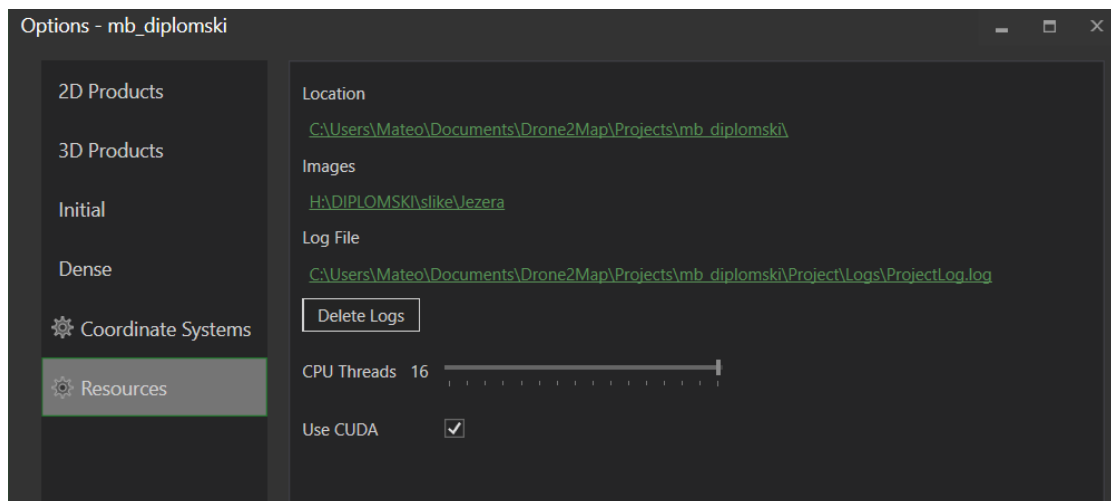 Options - mb_diplomski
2D Products
3D Products
Initial
Dense
Coordinate Systems
Resources
Location
C:\Users\Mateo\Documents\Drone2Map\Projects\mb_diplomski\
Images
H:\DIPLOMSKI\slike\Jezera
Log File
C:\Users\Mateo\Documents\Drone2Map\Projects\mb_diplomski\Project\Logs\ProjectLog.log
Delete Logs
CPU Threads 16
Use CUDA